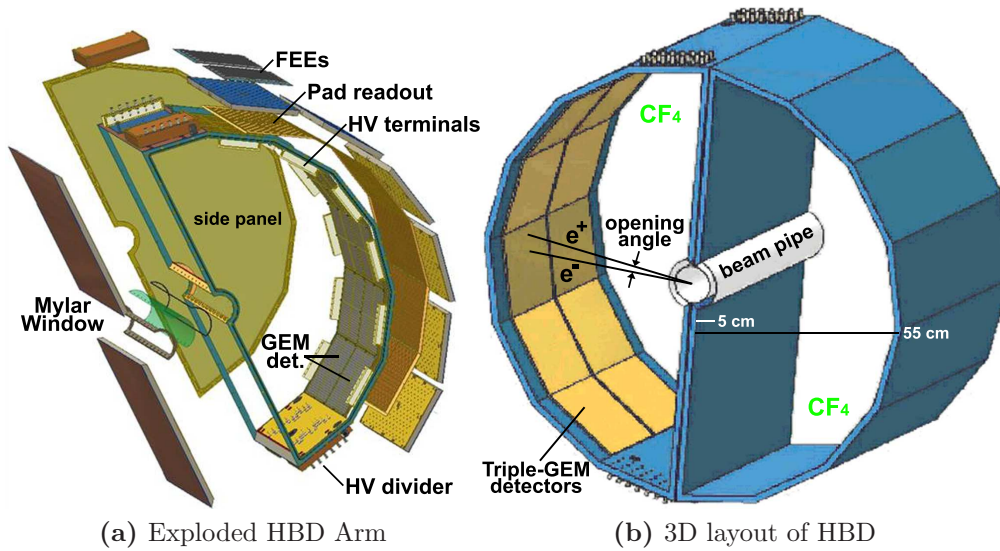 FEEs
Pad readout
HV terminals
side panel
Mylar
Window
GEM
det.
HV divider
(a) Exploded HBD Arm
CF4
e+
e-
opening
angle
beam pipe
5 cm
55 cm
CF4
Triple-GEM
detectors
(b) 3D layout of HBD